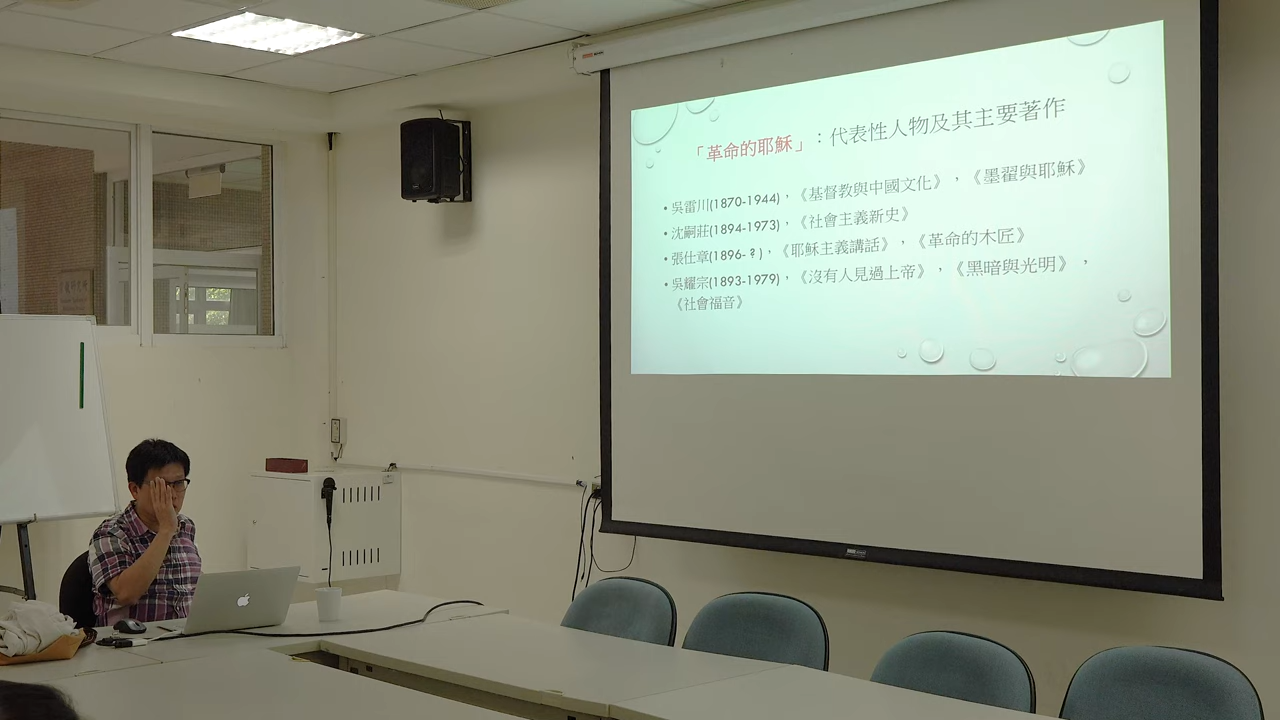 「革命的耶穌」：代表性人物及其主要著作
• 吳雷川(1870-1944)，《基督教與中國文化》，《墨翟與耶穌》
• 沈嗣莊(1894-1973)，《社會主義新史》
• 張仕章(1896-？)，《耶穌主義講話》，《革命的木匠》
• 吳耀宗(1893-1979)，《沒有人見過上帝》，《黑暗與光明》，
《社會福音》